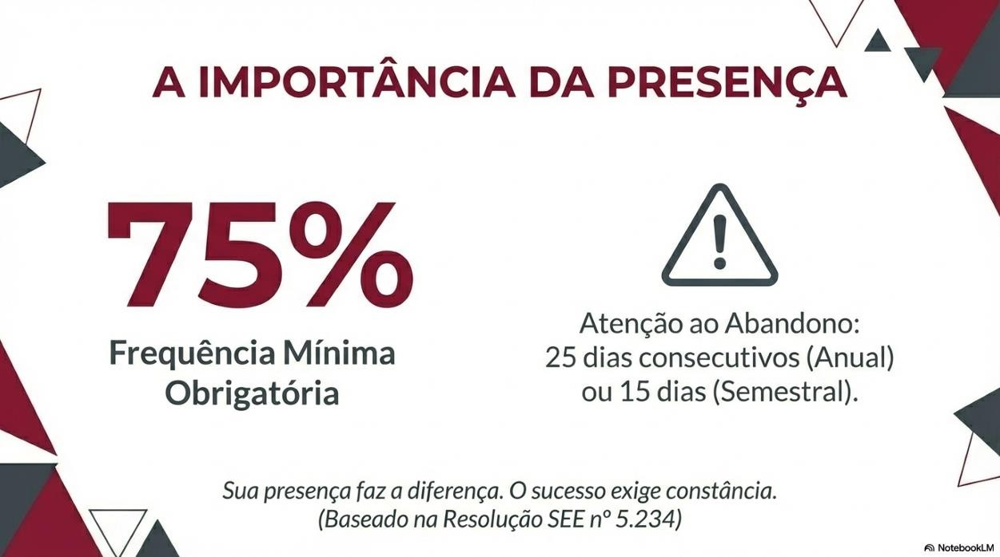 A IMPORTÂNCIA DA PRESENÇA
75%
Frequência Mínima
Obrigatória
Atenção ao Abandono:
25 dias consecutivos (Anual)
ou 15 dias (Semestral).
Sua presença faz a diferença. O sucesso exige constância.
(Baseado na Resolução SEE nº 5.234)
NotebookLM